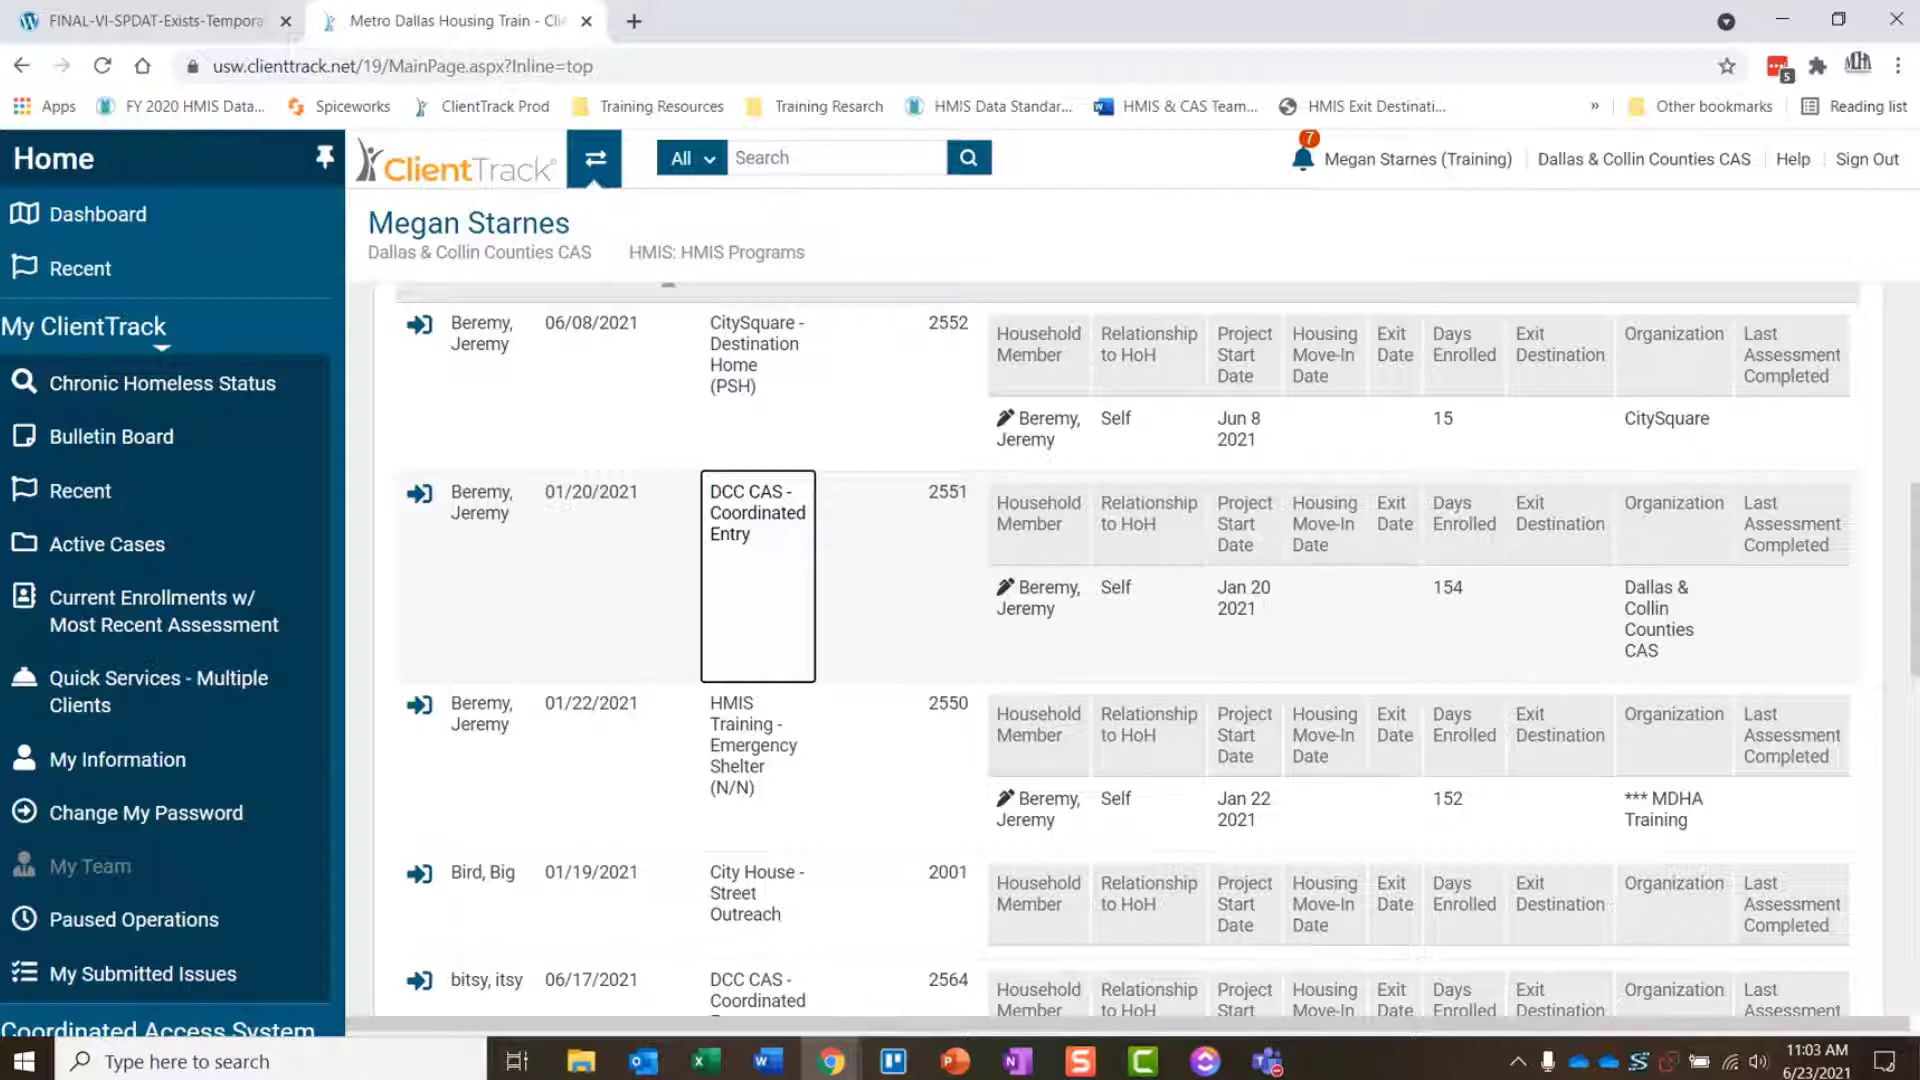 FINAL-VI-SPDAT-Exists-Tempora
Metro Dallas Housing Train - Clie
usw.clienttrack.net/19/MainPage.aspx?Inline=top
5
Apps
FY 2020 HMIS Data...
Spiceworks
ClientTrack Prod
Training Resources
Training Resarch
HMIS Data Standar...
HMIS & CAS Team...
HMIS Exit Destinati...
»
Other bookmarks
Reading list
Home
ClientTrack
All
Search
7
Megan Starnes (Training)
Dallas & Collin Counties CAS
Help
Sign Out
Dashboard
Recent
My ClientTrack
Chronic Homeless Status
Bulletin Board
Recent
Active Cases
Current Enrollments w/
Most Recent Assessment
Quick Services - Multiple
Clients
My Information
Change My Password
My Team
Paused Operations
My Submitted Issues
Coordinated Access System
Megan Starnes
Dallas & Collin Counties CAS
HMIS: HMIS Programs
Beremy,
Jeremy
06/08/2021
CitySquare -
Destination
Home
(PSH)
2552
Household
Member
Relationship
to HoH
Project
Start
Date
Housing
Move-In
Date
Exit
Date
Days
Enrolled
Exit
Destination
Organization
Last
Assessment
Completed
Beremy,
Jeremy
Self
Jun 8
2021
15
CitySquare
Beremy,
Jeremy
01/20/2021
DCC CAS -
Coordinated
Entry
2551
Household
Member
Relationship
to HoH
Project
Start
Date
Housing
Move-In
Date
Exit
Date
Days
Enrolled
Exit
Destination
Organization
Last
Assessment
Completed
Beremy,
Jeremy
Self
Jan 20
2021
154
Dallas &
Collin
Counties
CAS
Beremy,
Jeremy
01/22/2021
HMIS
Training -
Emergency
Shelter
(N/N)
2550
Household
Member
Relationship
to HoH
Project
Start
Date
Housing
Move-In
Date
Exit
Date
Days
Enrolled
Exit
Destination
Organization
Last
Assessment
Completed
Beremy,
Jeremy
Self
Jan 22
2021
152
*** MDHA
Training
Bird, Big
01/19/2021
City House -
Street
Outreach
2001
Household
Member
Relationship
to HoH
Project
Start
Date
Housing
Move-In
Date
Exit
Date
Days
Enrolled
Exit
Destination
Organization
Last
Assessment
Completed
bitsy, itsy
06/17/2021
DCC CAS -
Coordinated
2564
Household
Member
Relationship
to HoH
Project
Start
Housing
Move-In
Exit
Date
Days
Enrolled
Exit
Destination
Organization
Last
Assessment
Type here to search
11:03 AM
6/23/2021